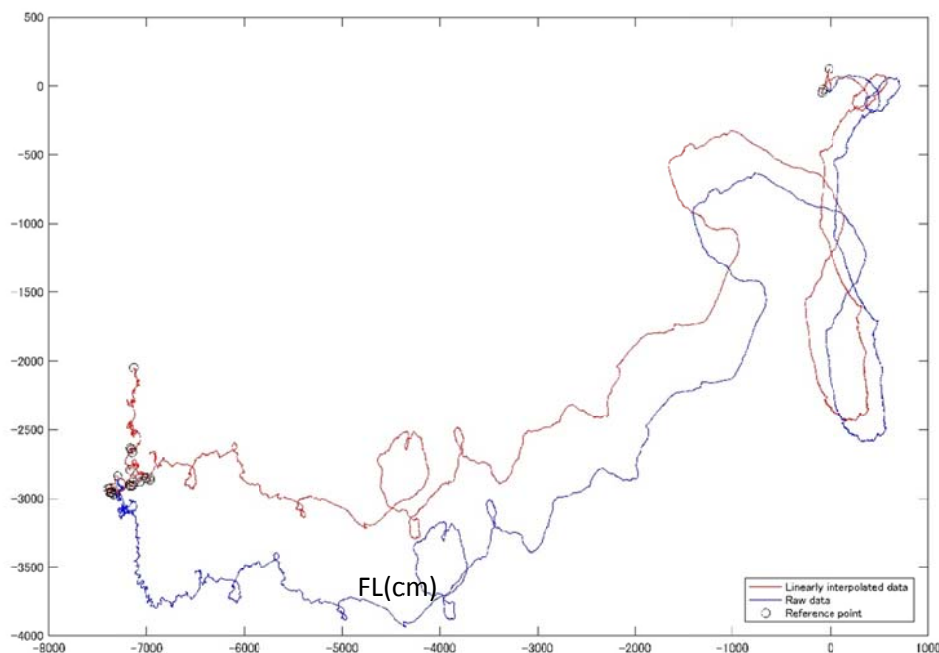 500
0
−500
−1000
−1500
−2000
−2500
−3000
−3500
−4000
FL(cm)
Linearly interpolated data
Raw data
Reference point
−8000 −7000 −6000 −5000 −4000 −3000 −2000 −1000 0 1000